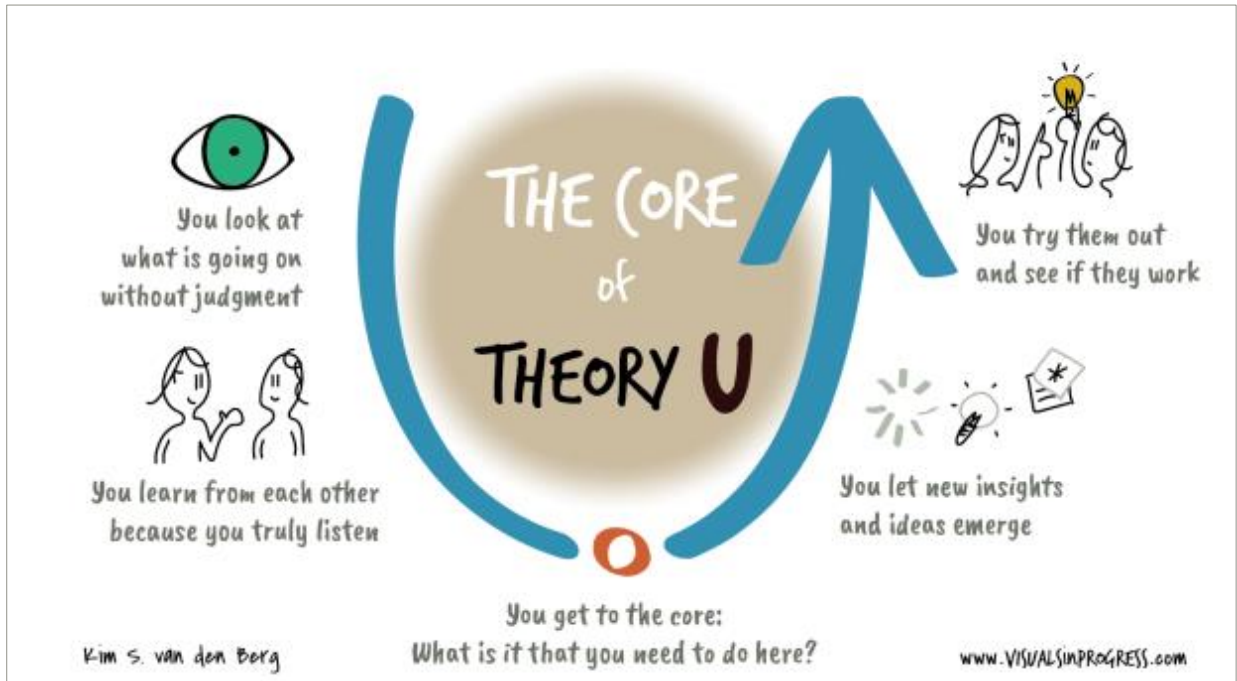 THE CORE
of
THEORY U
You look at
what is going on
without judgment
You learn from each other
because you truly listen
You get to the core:
What is it that you need to do here?
You let new insights
and ideas emerge
You try them out
and see if they work
Kim S. van den Berg
www.VISUALSinPROGRESS.com